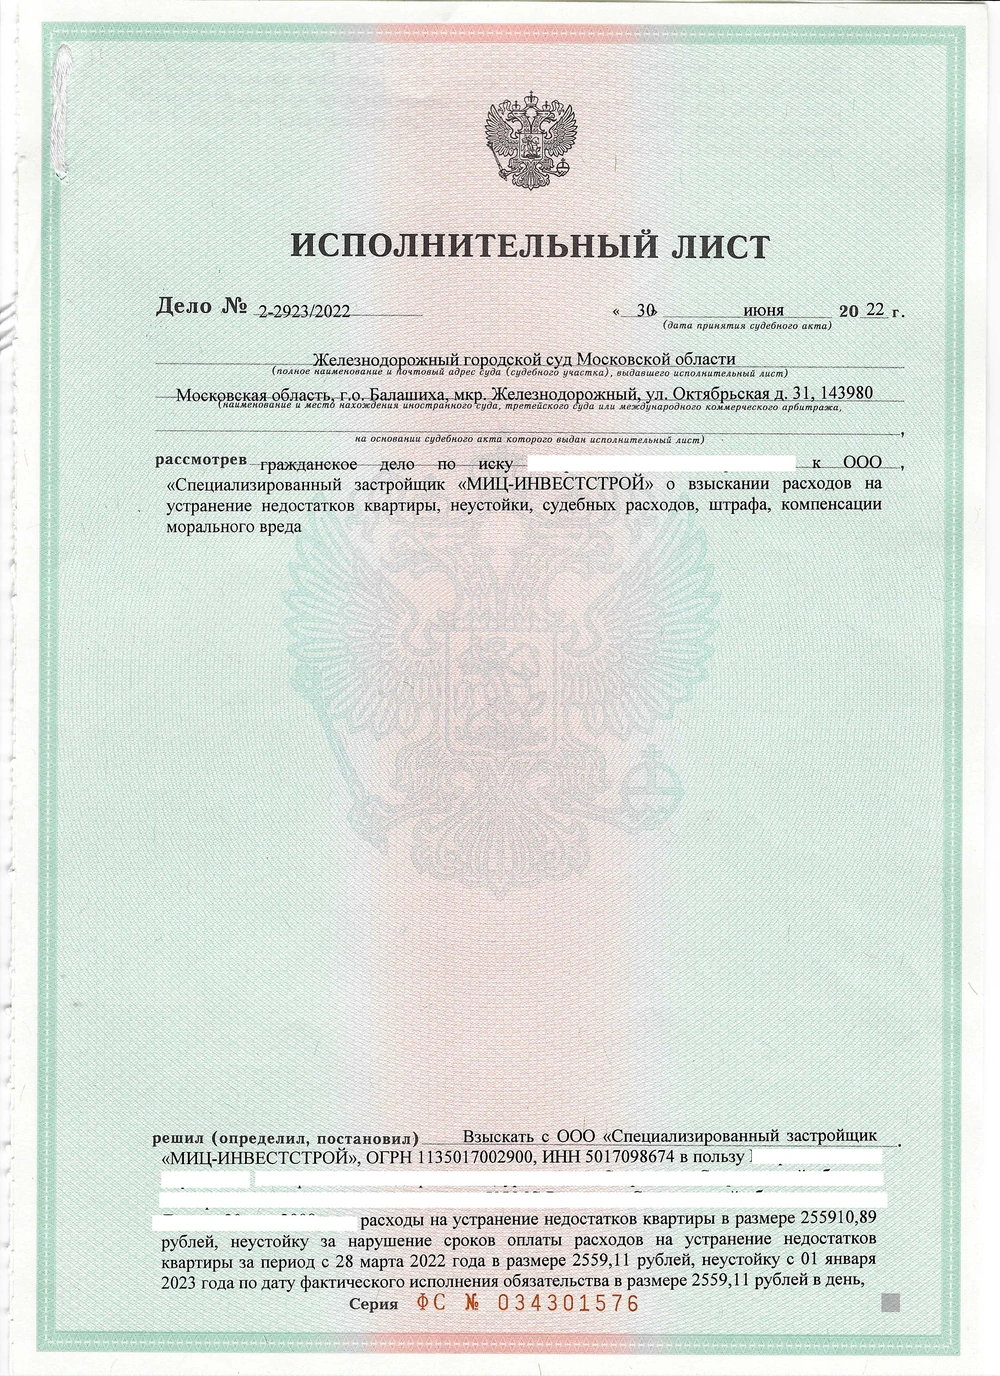 ИСПОЛНИТЕЛЬНЫЙ ЛИСТ
Дело № 2-2923/2022 « 30 » июня 20 22 г.
(дата принятия судебного акта)
Железнодорожный городской суд Московской области
(полное наименование и почтовый адрес суда (судебного участка), выдавшего исполнительный лист)
Московская область, г.о. Балашиха, мкр. Железнодорожный, ул. Октябрьская д. 31, 143980
(наименование и место нахождения иностранного суда, третейского суда или международного коммерческого арбитража,
,
на основании судебного акта которого выдан исполнительный лист)
рассмотрев гражданское дело по иску к ООО ,
«Специализированный застройщик «МИЦ-ИНВЕСТСТРОЙ» о взыскании расходов на
устранение недостатков квартиры, неустойки, судебных расходов, штрафа, компенсации
морального вреда
решил (определил, постановил) Взыскать с ООО «Специализированный застройщик .
«МИЦ-ИНВЕСТСТРОЙ», ОГРН 1135017002900, ИНН 5017098674 в пользу
расходы на устранение недостатков квартиры в размере 255910,89
рублей, неустойку за нарушение сроков оплаты расходов на устранение недостатков
квартиры за период с 28 марта 2022 года в размере 2559,11 рублей, неустойку с 01 января
2023 года по дату фактического исполнения обязательства в размере 2559,11 рублей в день,
Серия ФС № 034301576